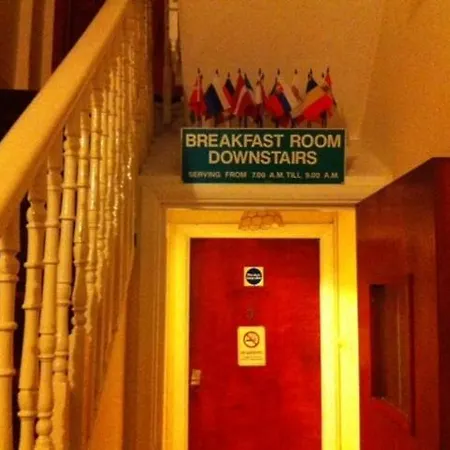 BREAKFAST ROOM
DOWNSTAIRS
SERVING FROM 7.00 A.M. TILL 9.00 A.M.